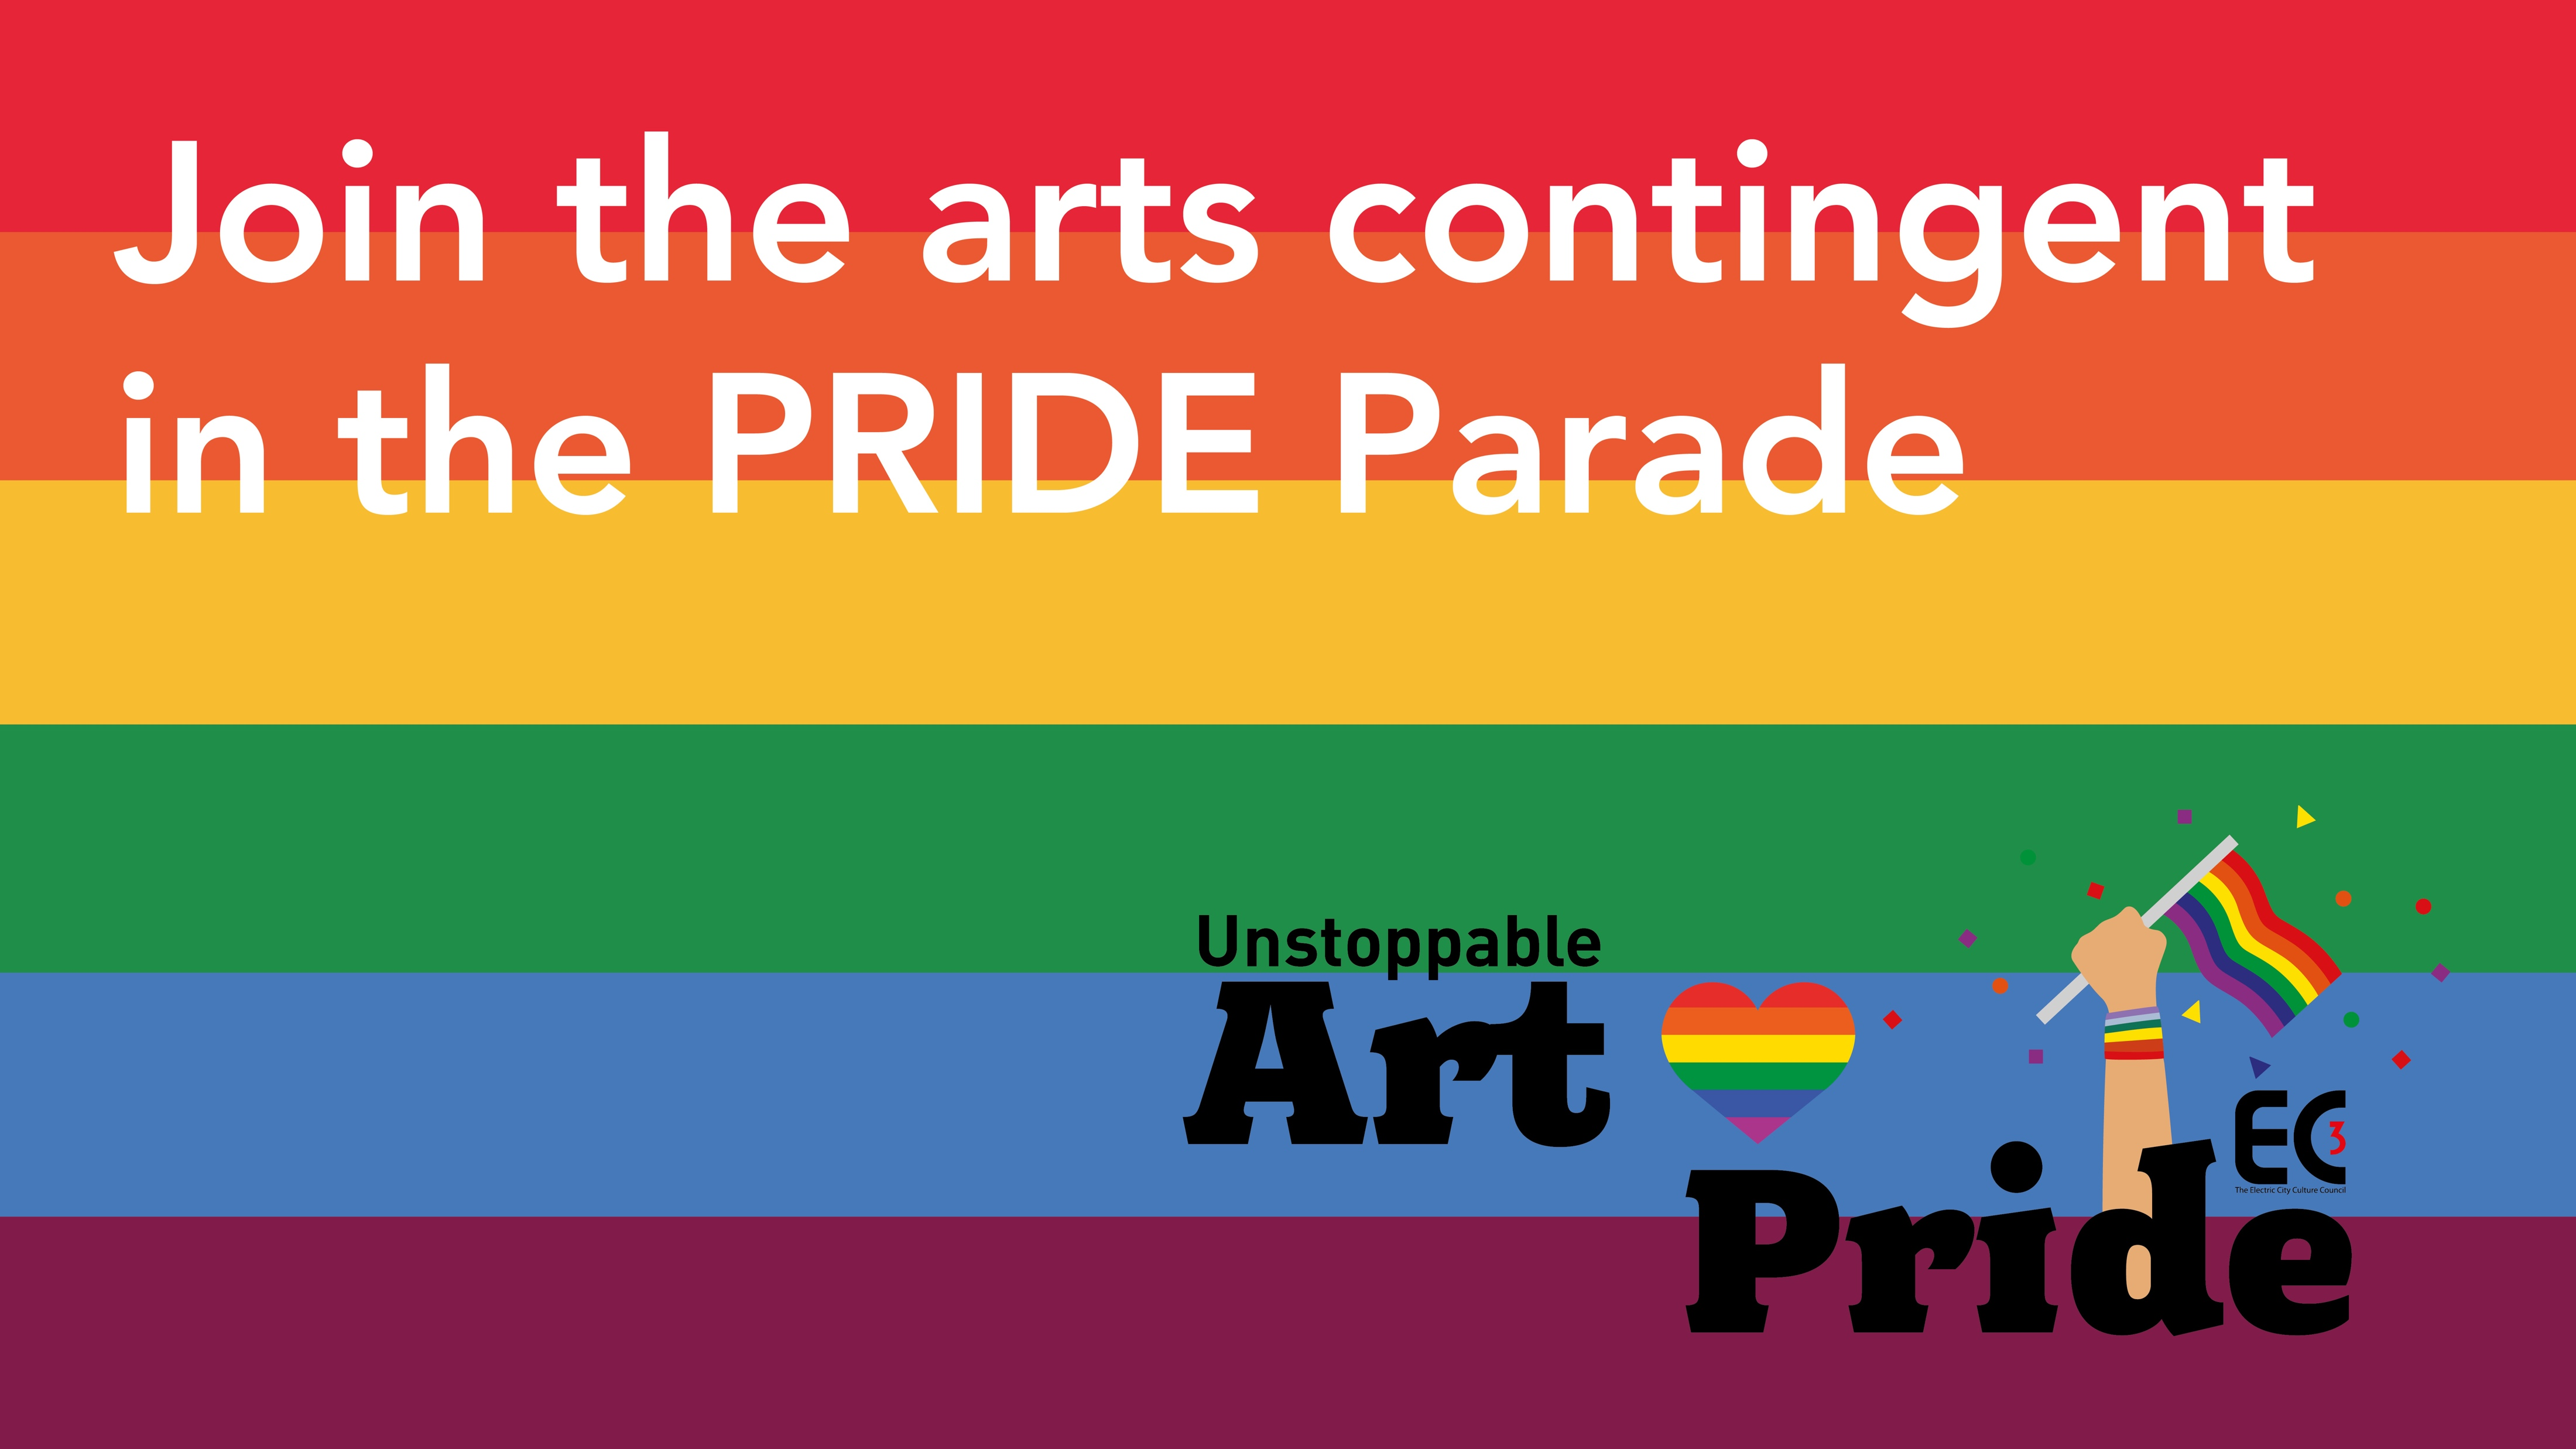 Join the arts contingent
in the PRIDE Parade
Unstoppable
Art
EC3
The Electric City Culture Council
Pride